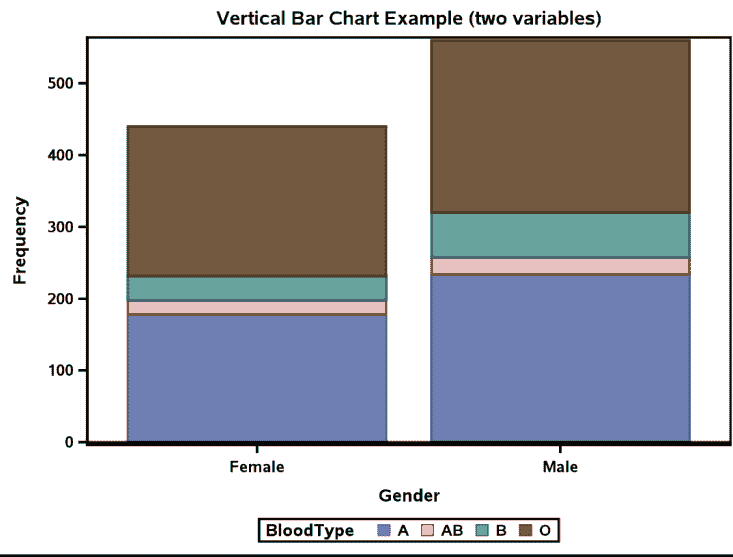 Vertical Bar Chart Example (two variables)
500
400
300
200
100
0
Frequency
Female Male
Gender
BloodType A AB B O